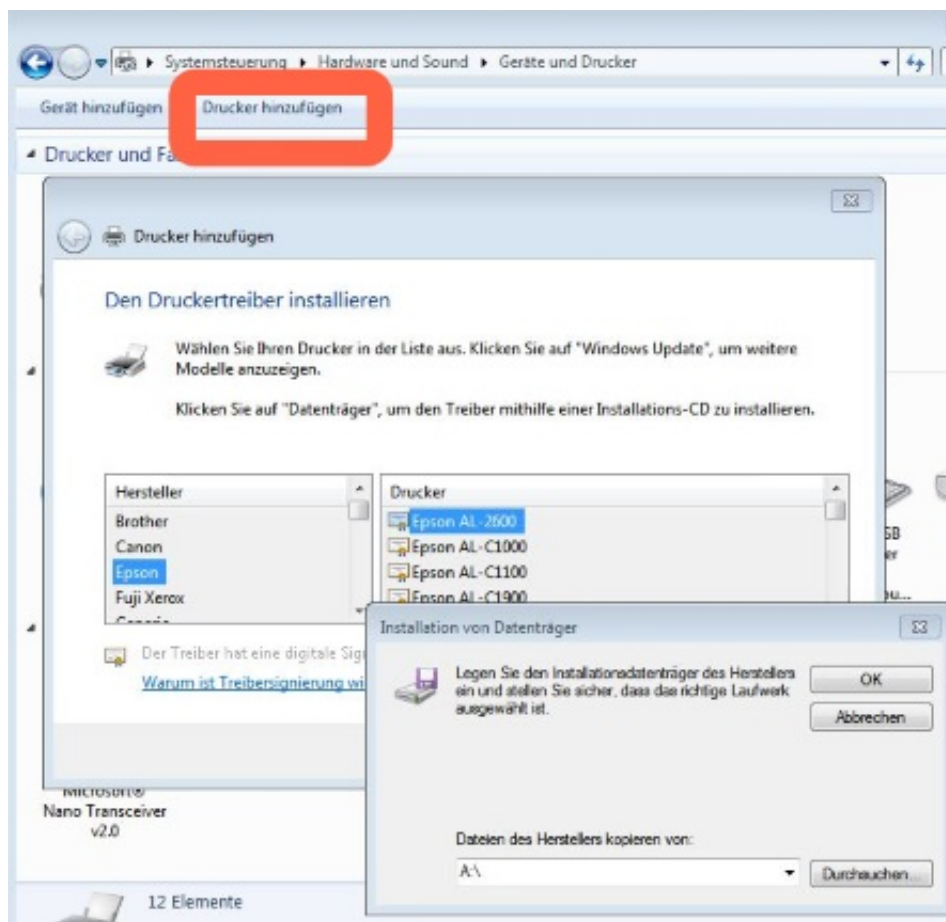 Systemsteuerung ▸ Hardware und Sound ▸ Geräte und Drucker
Gerät hinzufügen Drucker hinzufügen
Drucker und Fa
Drucker hinzufügen
Den Druckertreiber installieren
Wählen Sie Ihren Drucker in der Liste aus. Klicken Sie auf "Windows Update", um weitere
Modelle anzuzeigen.
Klicken Sie auf "Datenträger", um den Treiber mithilfe einer Installations-CD zu installieren.
Hersteller
Brother
Canon
Epson
Fuji Xerox
Generic
Drucker
Epson AL-2600
Epson AL-C1000
Epson AL-C1100
Epson AL-C1900
Der Treiber hat eine digitale Sig
Warum ist Treibersignierung wi
Installation von Datenträger
Legen Sie den Installationsdatenträger des Herstellers
ein und stellen Sie sicher, dass das richtige Laufwerk
ausgewählt ist.
OK
Abbrechen
Dateien des Herstellers kopieren von:
A:\
Durchsuchen...
Microsoft®
Nano Transceiver
v2.0
12 Elemente